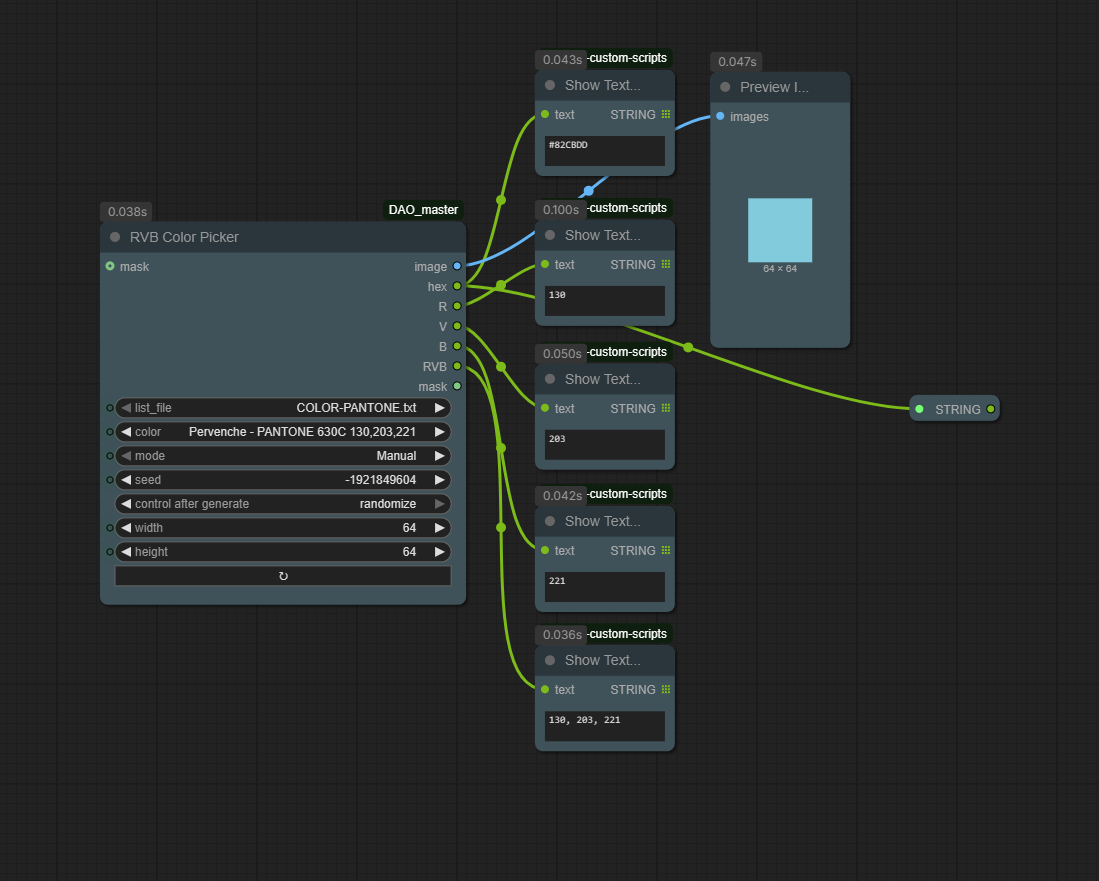 0.038s
DAO_master
RVB Color Picker
mask
image
hex
R
V
B
RVB
mask
list_file COLOR-PANTONE.txt
color Pervenche - PANTONE 630C 130,203,221
mode Manual
seed -1921849604
control after generate randomize
width 64
height 64
0.043s -custom-scripts
Show Text...
text STRING
#82CBDD
0.100s -custom-scripts
Show Text...
text STRING
130
0.050s -custom-scripts
Show Text...
text STRING
203
0.042s -custom-scripts
Show Text...
text STRING
221
0.036s -custom-scripts
Show Text...
text STRING
130, 203, 221
0.047s
Preview I...
images
64 × 64
STRING